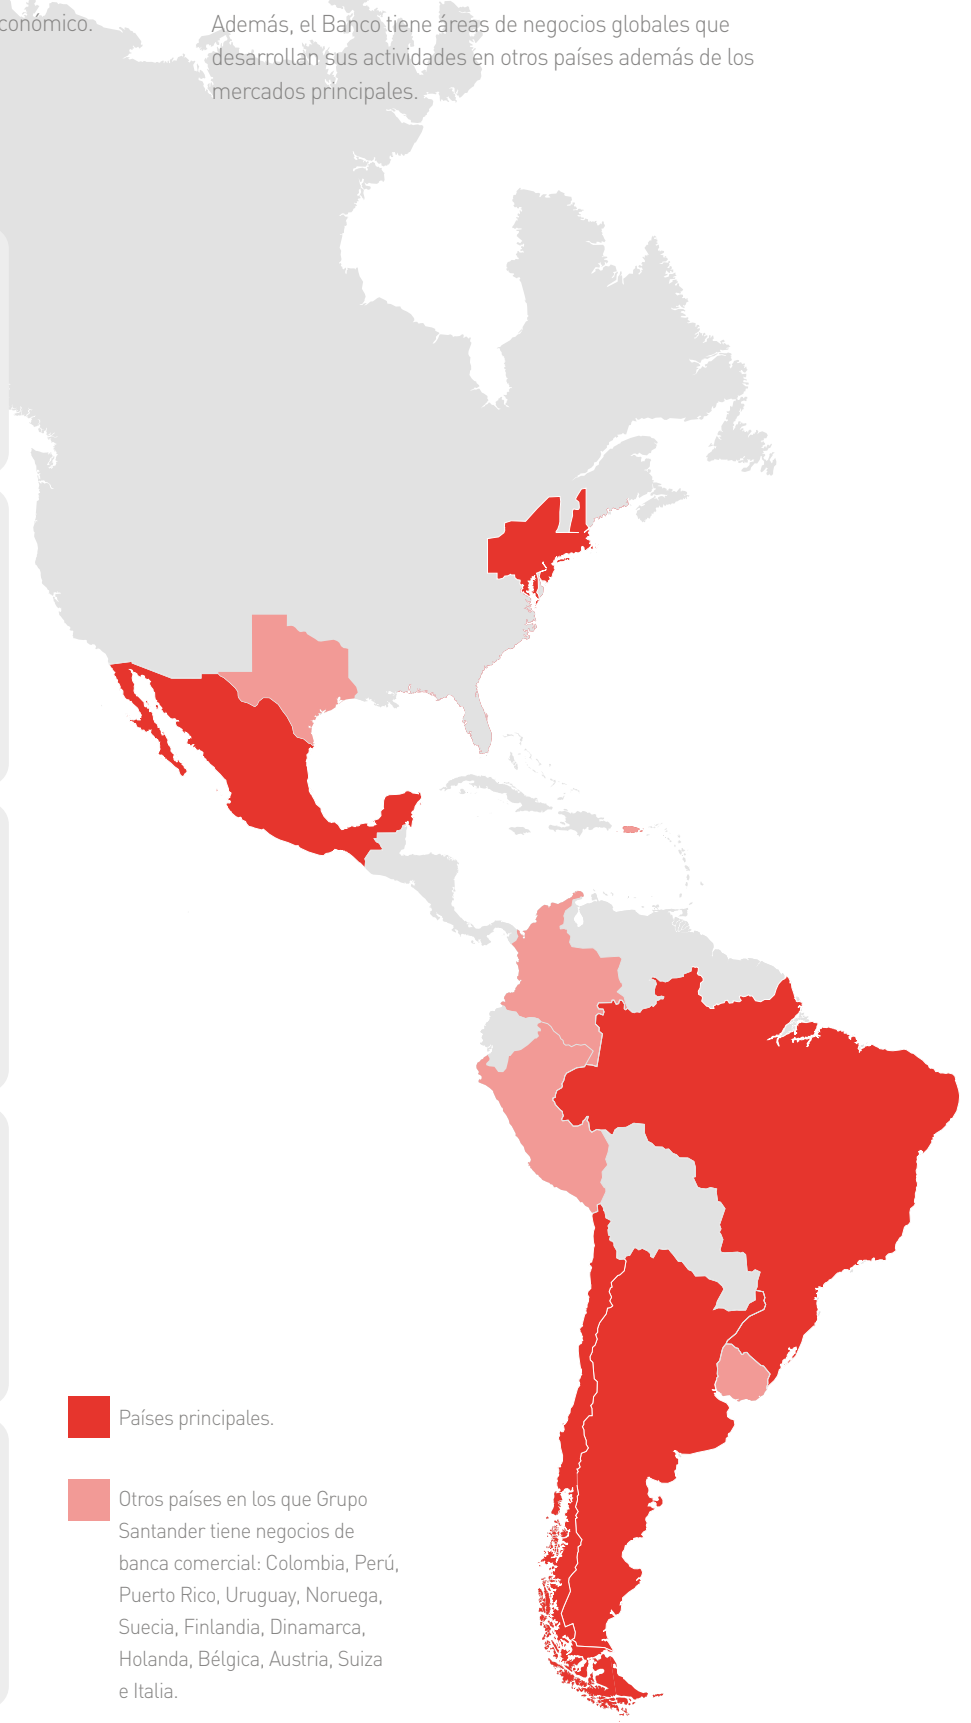 conómico.
Además, el Banco tiene áreas de negocios globales que
desarrollan sus actividades en otros países además de los
mercados principales.
Países principales.
Otros países en los que Grupo
Santander tiene negocios de
banca comercial: Colombia, Perú,
Puerto Rico, Uruguay, Noruega,
Suecia, Finlandia, Dinamarca,
Holanda, Bélgica, Austria, Suiza
e Italia.